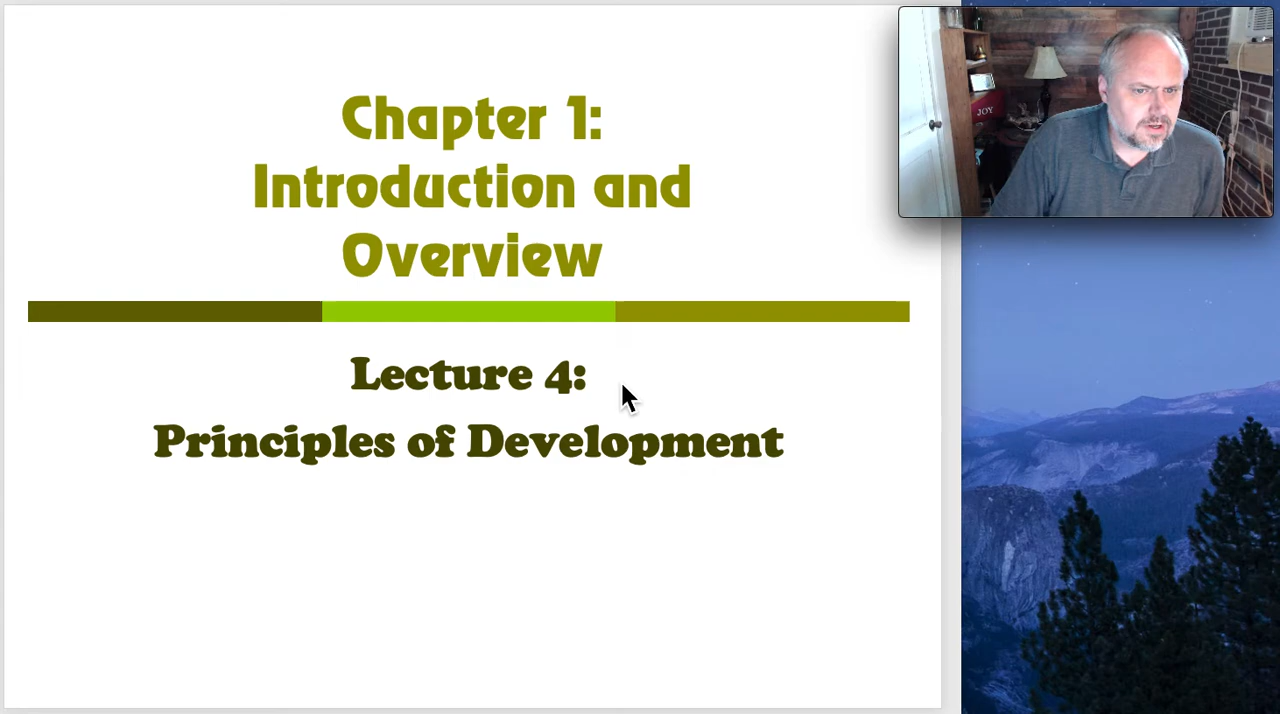 Chapter 1:
Introduction and
Overview
Lecture 4:
Principles of Development
JOY